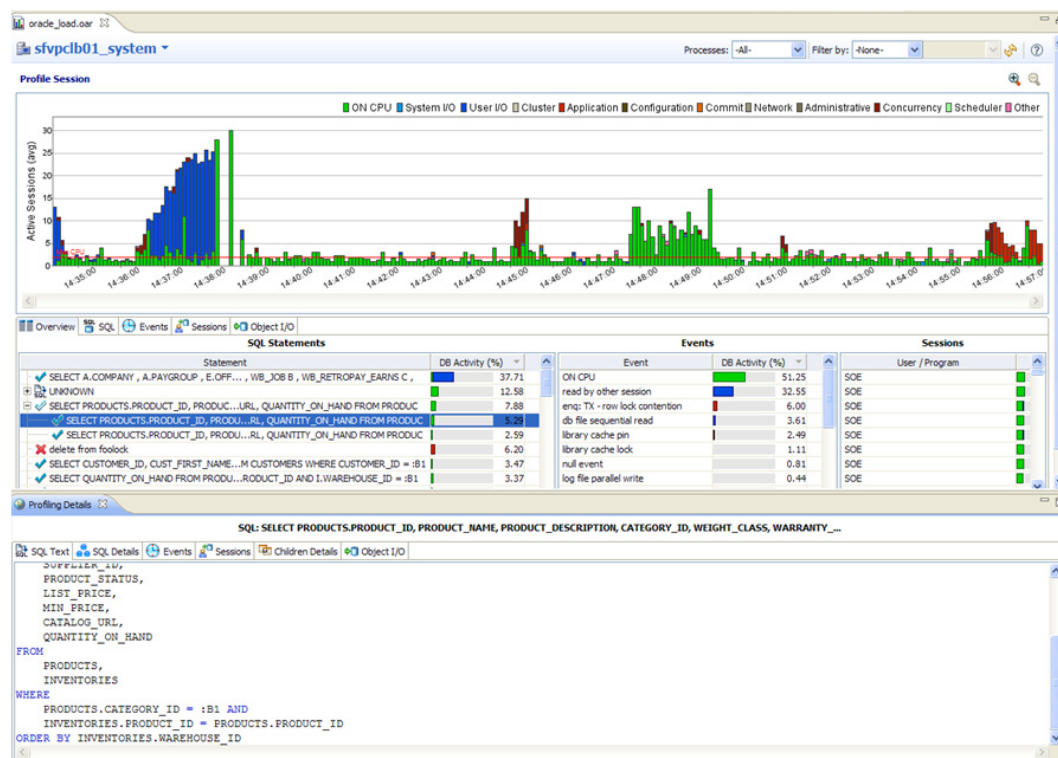 oracle_load.oar
sfvpclb01_system
Processes: -All- Filter by: -None-
Profile Session
ON CPU System I/O User I/O Cluster Application Configuration Commit Network Administrative Concurrency Scheduler Other
Active Sessions (avg)
30
25
20
15
10
5
0
CPU
14:35:00 14:36:00 14:37:00 14:38:00 14:39:00 14:40:00 14:41:00 14:42:00 14:43:00 14:44:00 14:45:00 14:46:00 14:47:00 14:48:00 14:49:00 14:50:00 14:51:00 14:52:00 14:53:00 14:54:00 14:55:00 14:56:00 14:57:0
Overview SQL Events Sessions Object I/O
SQL Statements Events Sessions
Statement DB Activity (%) Event DB Activity (%) User / Program
SELECT A.COMPANY , A.PAYGROUP , E.OFF... , WB_JOB B , WB_RETROPAY_EARNS C , 37.71 ON CPU 51.25 SOE
UNKNOWN 12.58 read by other session 32.55 SOE
SELECT PRODUCTS.PRODUCT_ID, PRODUC...URL, QUANTITY_ON_HAND FROM PRODUC 7.88 enq: TX - row lock contention 6.00 SOE
SELECT PRODUCTS.PRODUCT_ID, PRODU...RL, QUANTITY_ON_HAND FROM PRODUC 5.29 db file sequential read 3.61 SOE
SELECT PRODUCTS.PRODUCT_ID, PRODU...RL, QUANTITY_ON_HAND FROM PRODUC 2.59 library cache pin 2.49 SOE
delete from foolock 6.20 library cache lock 1.11 SOE
SELECT CUSTOMER_ID, CUST_FIRST_NAME...M CUSTOMERS WHERE CUSTOMER_ID = :B1 3.47 null event 0.81 SOE
SELECT QUANTITY_ON_HAND FROM PRODU...RODUCT_ID AND I.WAREHOUSE_ID = :B1 3.37 log file parallel write 0.44 SOE
Profiling Details
SQL: SELECT PRODUCTS.PRODUCT_ID, PRODUCT_NAME, PRODUCT_DESCRIPTION, CATEGORY_ID, WEIGHT_CLASS, WARRANTY_...
SQL Text SQL Details Events Sessions Children Details Object I/O
SUPPLIER_ID,
PRODUCT_STATUS,
LIST_PRICE,
MIN_PRICE,
CATALOG_URL,
QUANTITY_ON_HAND
FROM
PRODUCTS,
INVENTORIES
WHERE
PRODUCTS.CATEGORY_ID = :B1 AND
INVENTORIES.PRODUCT_ID = PRODUCTS.PRODUCT_ID
ORDER BY INVENTORIES.WAREHOUSE_ID